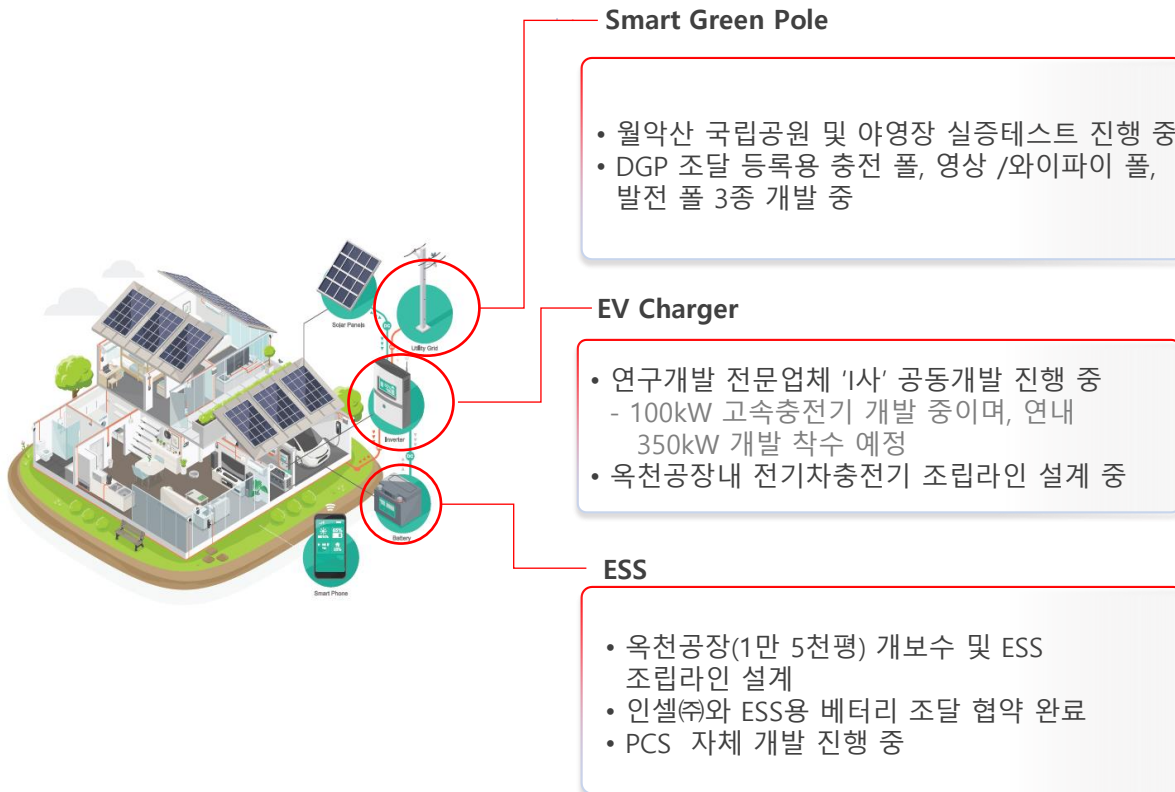 Smart Green Pole
• 월악산 국립공원 및 야영장 실증테스트 진행 중
• DGP 조달 등록용 충전 폴, 영상 /와이파이 폴,
발전 폴 3종 개발 중
Solar Panels
Utility Grid
Inverter
Battery
Smart Phone
EV Charger
• 연구개발 전문업체 ‘I사’ 공동개발 진행 중
- 100kW 고속충전기 개발 중이며, 연내
350kW 개발 착수 예정
• 옥천공장내 전기차충전기 조립라인 설계 중
ESS
• 옥천공장(1만 5천평) 개보수 및 ESS
조립라인 설계
• 인셀㈜와 ESS용 베터리 조달 협약 완료
• PCS 자체 개발 진행 중